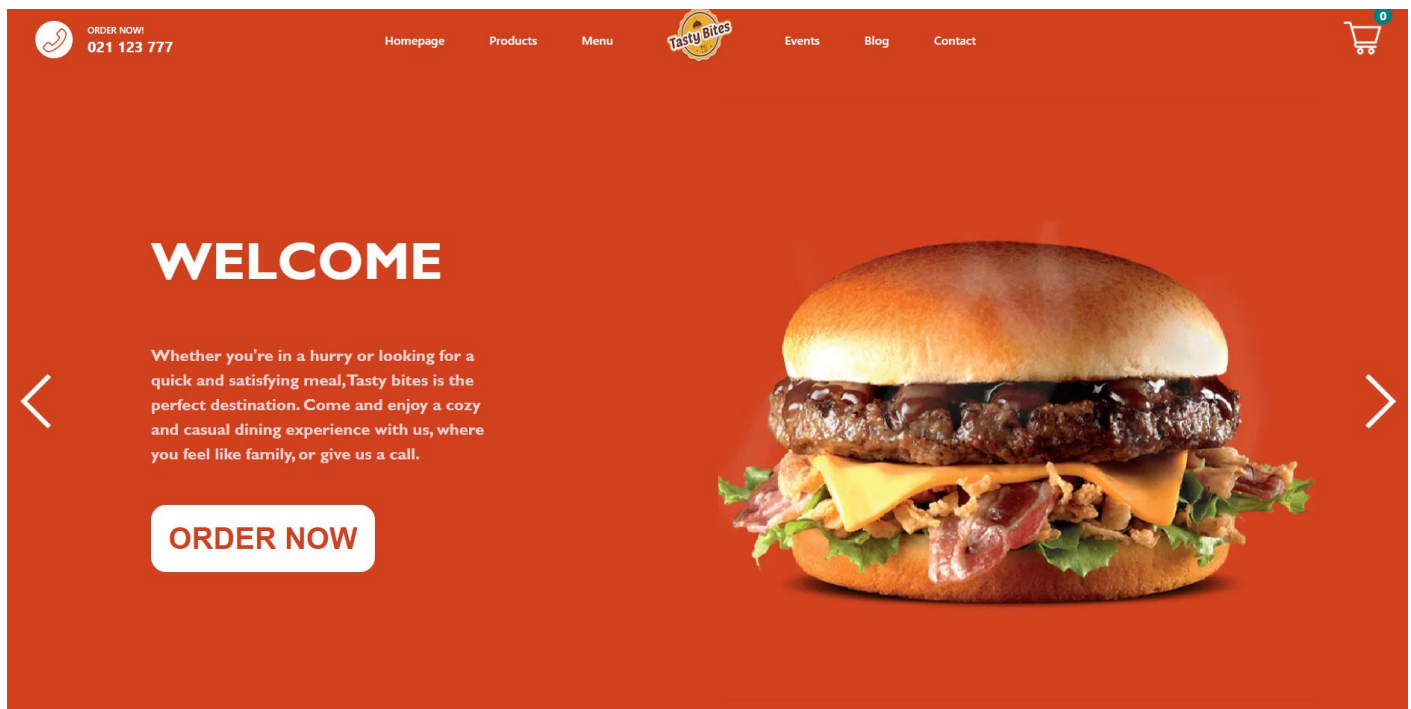 ORDER NOW!
021 123 777
Homepage
Products
Menu
Tasty Bites
Events
Blog
Contact
0
WELCOME
Whether you're in a hurry or looking for a
quick and satisfying meal,Tasty bites is the
perfect destination. Come and enjoy a cozy
and casual dining experience with us, where
you feel like family, or give us a call.
ORDER NOW